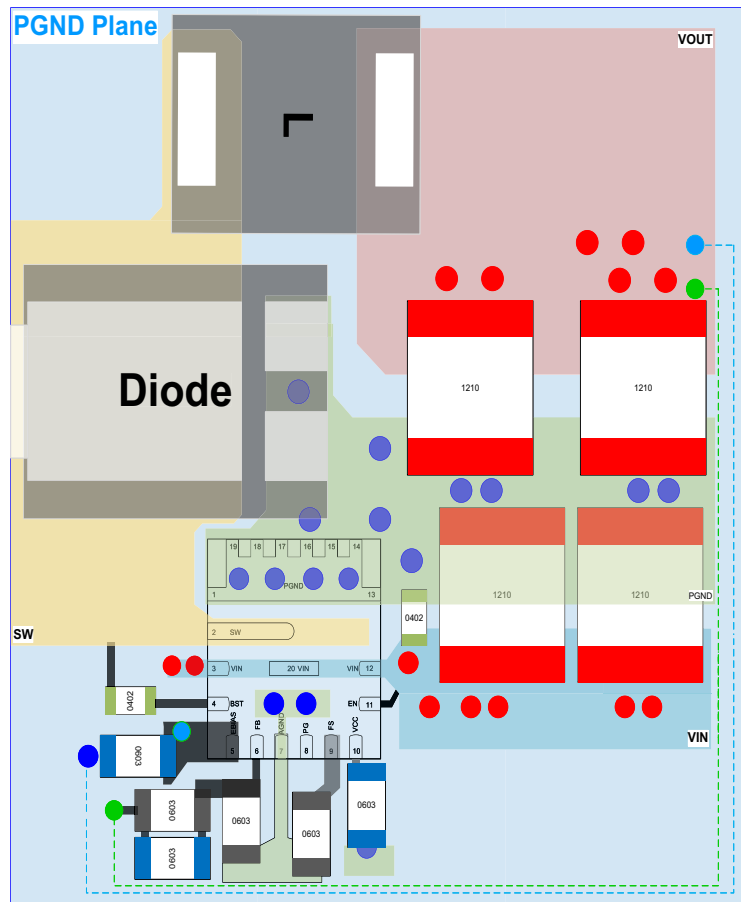 PGND Plane
VOUT
L
Diode
1210
1210
19
18
17
16
15
14
PGND
1
13
1210
1210
PGND
0402
SW
2
SW
3
VIN
20 VIN
VIN
12
0402
4
BST
EN
11
EBIAS
FB
AGND
PG
FS
VCC
5
6
7
8
9
10
VIN
0603
0603
0603
0603
0603
0603